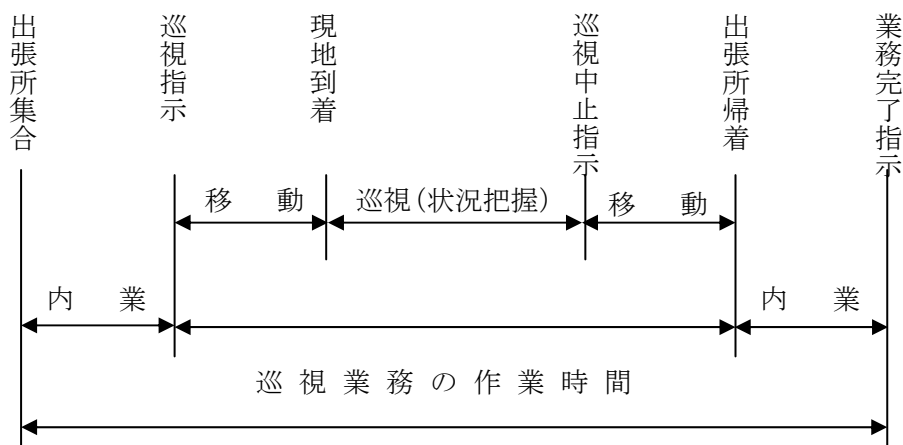 出張所集合
巡視指示
現地到着
巡視中止指示
出張所帰着
業務完了指示
移　動
巡視(状況把握)
移　動
内　業
内　業
巡視業務の作業時間